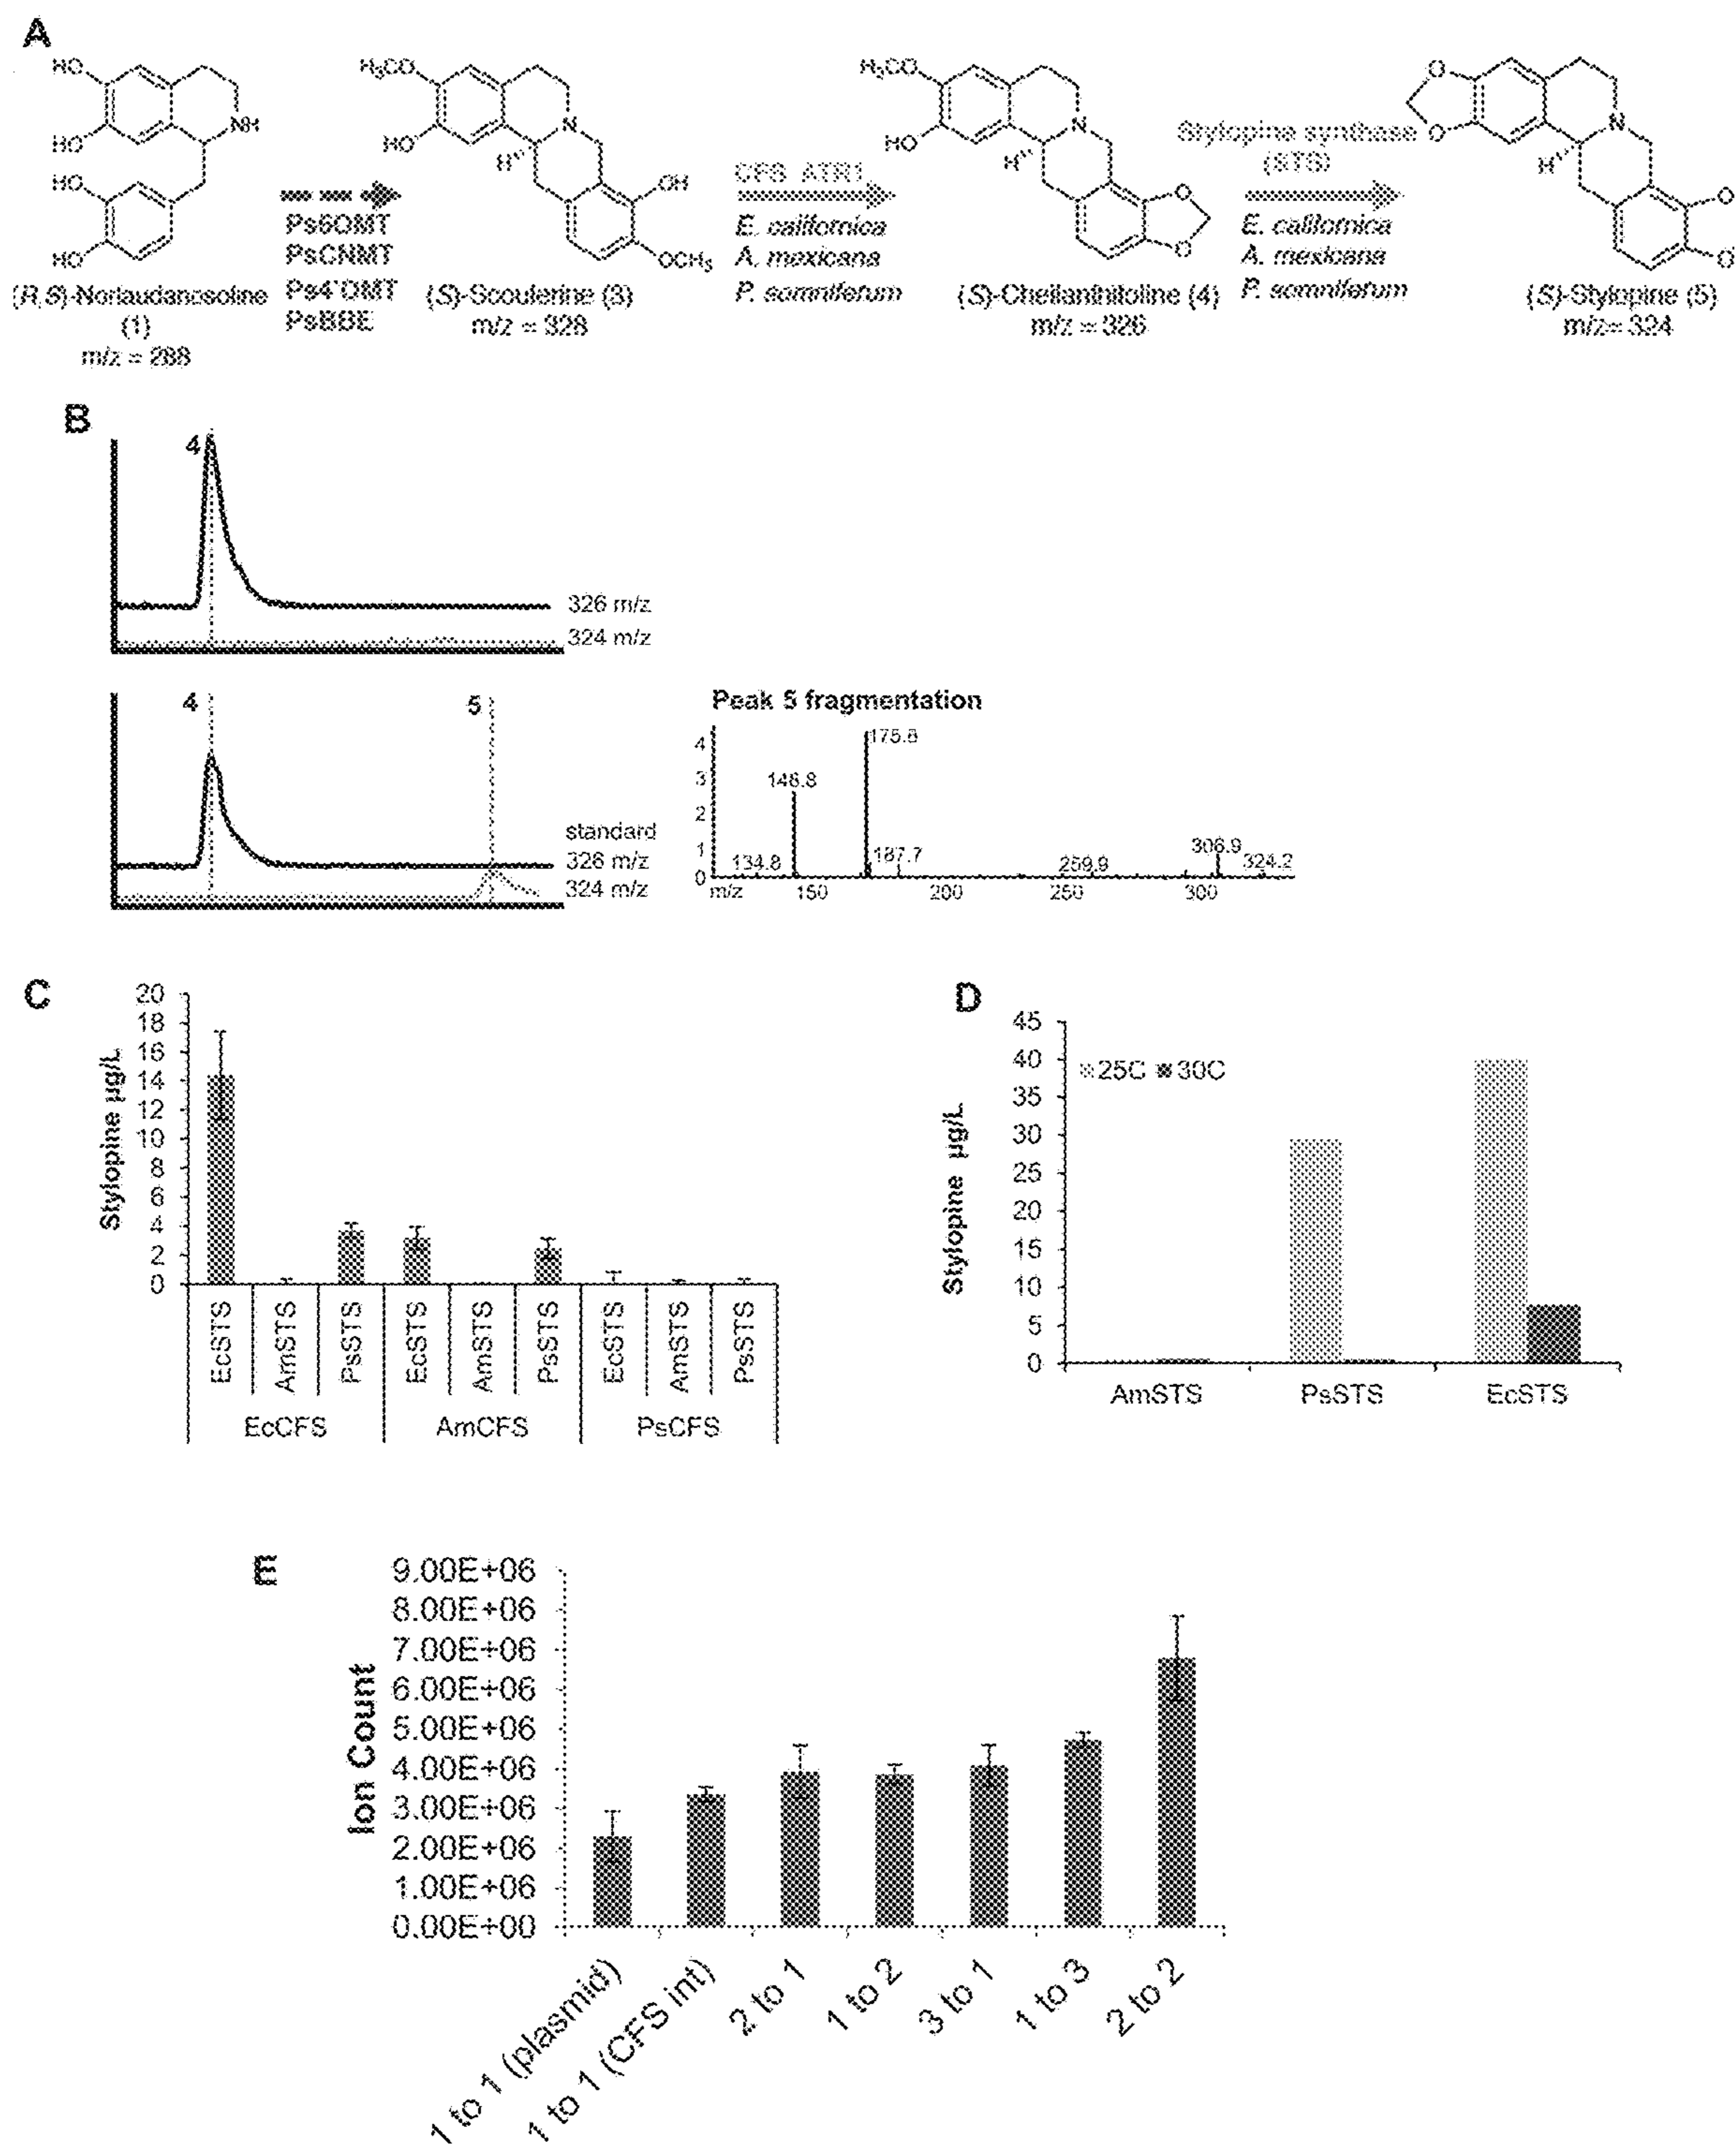 A
HO
HO
NH
HO
HO
(R,S)-Norlaudanosoline
(1)
m/z = 288
Ps6OMT
PsCNMT
Ps4'OMT
PsBBE
H₃CO
HO
N
H
OH
OCH₃
(S)-Scoulerine (3)
m/z = 328
CFS ATR1
E. californica
A. mexicana
P. somniferum
H₃CO
HO
N
H
O
O
(S)-Cheilanthifoline (4)
m/z = 326
Stylopine synthase
(STS)
E. californica
A. mexicana
P. somniferum
O
O
N
H
O
O
(S)-Stylopine (5)
m/z= 324
B
4
326 m/z
324 m/z
4
5
standard
326 m/z
324 m/z
Peak 5 fragmentation
4
3
2
1
0
134.8
148.8
175.8
187.7
259.9
306.9
324.2
m/z
150
200
250
300
C
Stylopine µg/L
20
18
16
14
12
10
8
6
4
2
0
EcSTS
AmSTS
PsSTS
EcSTS
AmSTS
PsSTS
EcSTS
AmSTS
PsSTS
EcCFS
AmCFS
PsCFS
D
Stylopine µg/L
45
40
35
30
25
20
15
10
5
0
25C 30C
AmSTS
PsSTS
EcSTS
E
Ion Count
9.00E+06
8.00E+06
7.00E+06
6.00E+06
5.00E+06
4.00E+06
3.00E+06
2.00E+06
1.00E+06
0.00E+00
1 to 1 (plasmid)
1 to 1 (CFS int)
2 to 1
1 to 2
3 to 1
1 to 3
2 to 2